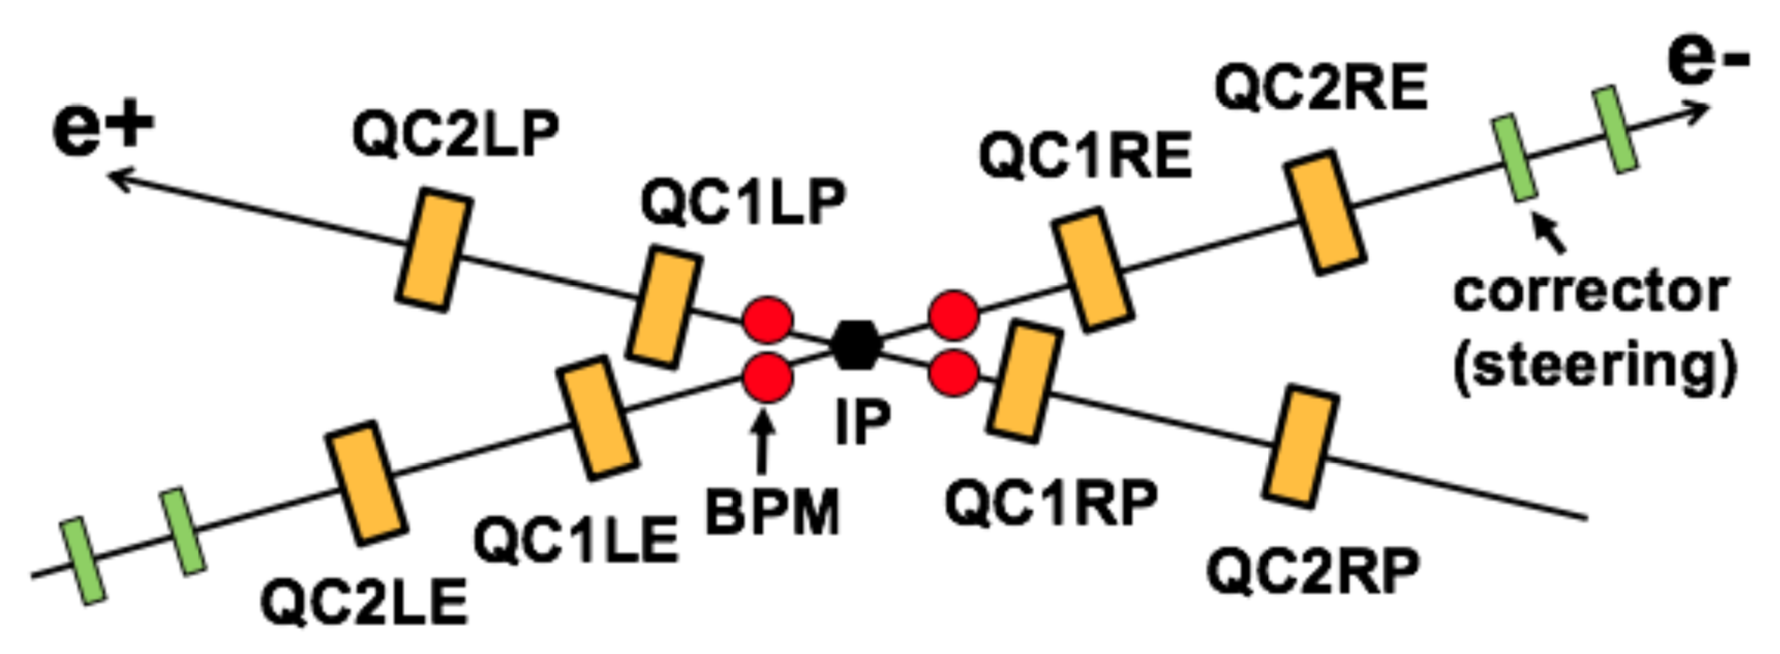 e-
QC2RE
e+
QC2LP
QC1RE
QC1LP
corrector
(steering)
IP
BPM
QC1RP
QC1LE
QC2RP
QC2LE